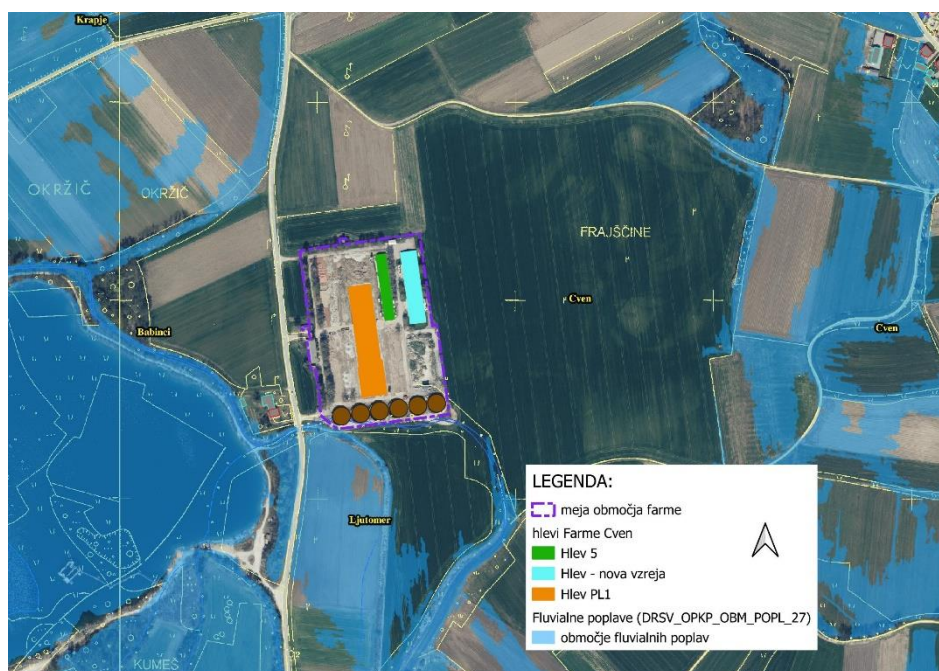 Krapje
OKRŽIČ
OKRŽIČ
FRAJŠČINE
Cven
Babinci
Cven
Ljutomer
KUMEŠ
LEGENDA:
meja območja farme
hlevi Farme Cven
Hlev 5
Hlev - nova vzreja
Hlev PL1
Fluvialne poplave (DRSV_OPKP_OBM_POPL_27)
območje fluvialnih poplav